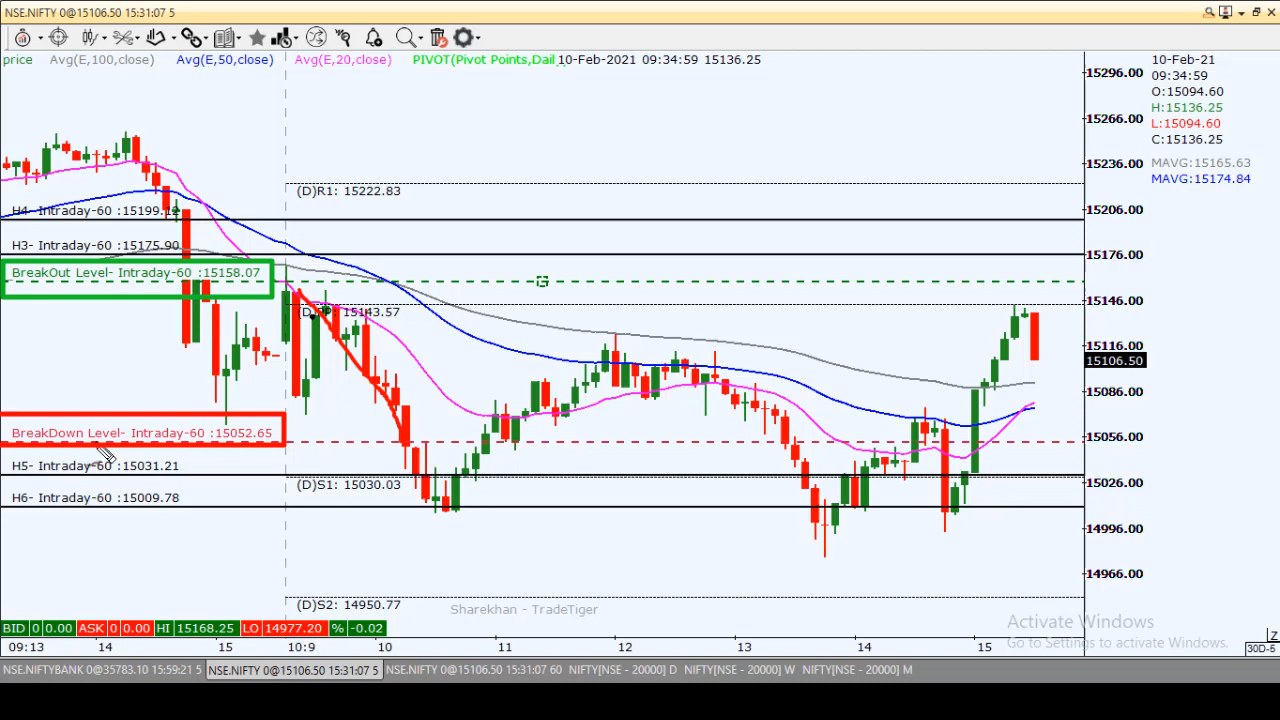 NSE.NIFTY @15106.50 15:31:07 5
price Avg(E,100,close) Avg(E,50,close) Avg(E,20,close) PIVOT(Pivot Points,Dail 10-Feb-2021 09:34:59 15136.25
10-Feb-21
09:34:59
O:15094.60
H:15136.25
L:15094.60
C:15136.25
MAVG:15165.63
MAVG:15174.84
15296.00
15266.00
15236.00
15206.00
15176.00
15146.00
15116.00
15106.50
15086.00
15056.00
15026.00
14996.00
14966.00
(D)R1: 15222.83
H4- Intraday-60 :15199.12
H3- Intraday-60 :15175.90
BreakOut Level- Intraday-60 :15158.07
15143.57
BreakDown Level- Intraday-60 :15052.65
H5- Intraday-60 :15031.21
(D)S1: 15030.03
H6- Intraday-60 :15009.78
(D)S2: 14950.77
Sharekhan - TradeTiger
Activate Windows
Go to Settings to activate Windows.
BID 0 0.00 ASK 0 0.00 HI 15168.25 LO 14977.20 % -0.02
09:13 14 15 10:9 10 11 12 13 14 15 30D-5
Z
NSE.NIFTYBANK 0@35783.10 15:59:21 5 NSE.NIFTY 0@15106.50 15:31:07 5 NSE.NIFTY 0@15106.50 15:31:07 60 NIFTY[NSE - 20000] D NIFTY[NSE - 20000] W NIFTY[NSE - 20000] M